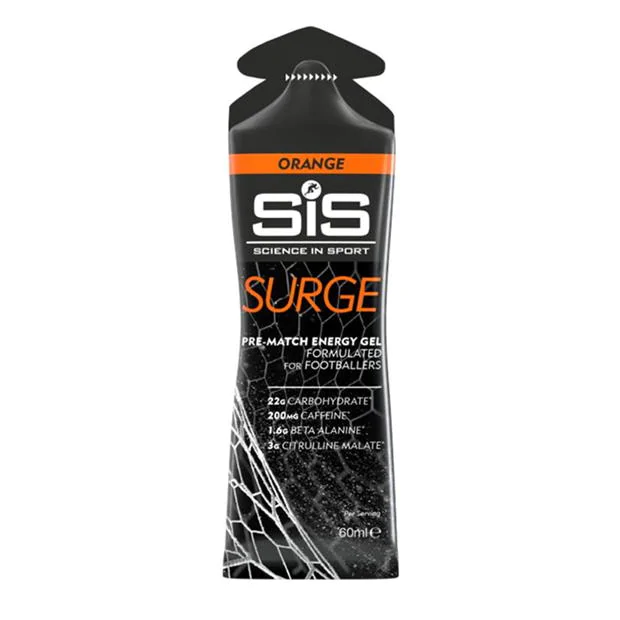 ORANGE
SiS
SCIENCE IN SPORT
SURGE
PRE-MATCH ENERGY GEL
FORMULATED
FOR FOOTBALLERS
22G CARBOHYDRATE*
200MG CAFFEINE*
1.6G BETA ALANINE*
3G CITRULLINE MALATE*
*Per Serving
60ml℮